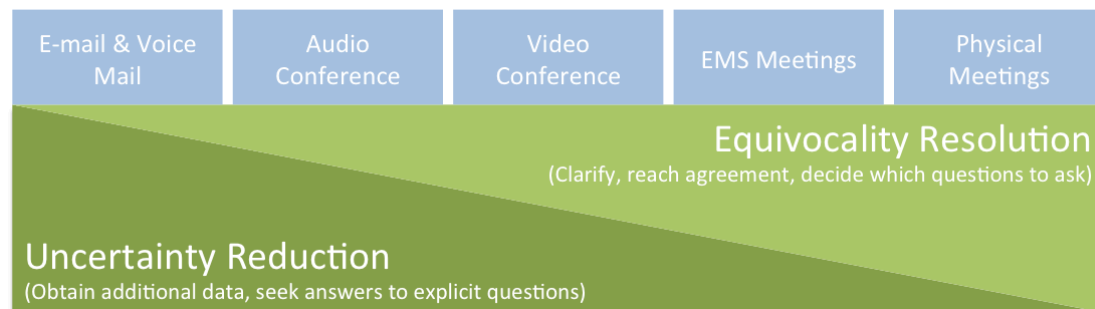 E-mail & Voice
Mail
Audio
Conference
Video
Conference
EMS Meetings
Physical
Meetings
Equivocality Resolution
(Clarify, reach agreement, decide which questions to ask)
Uncertainty Reduction
(Obtain additional data, seek answers to explicit questions)